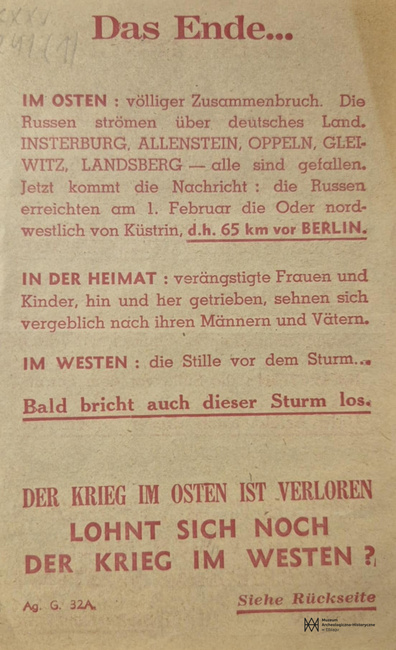 Das Ende...
IM OSTEN : völliger Zusammenbruch. Die
Russen strömen über deutsches Land.
INSTERBURG, ALLENSTEIN, OPPELN, GLEI-
WITZ, LANDSBERG — alle sind gefallen.
Jetzt kommt die Nachricht : die Russen
erreichten am 1. Februar die Oder nord-
westlich von Küstrin, d.h. 65 km vor BERLIN.
IN DER HEIMAT : verängstigte Frauen und
Kinder, hin und her getrieben, sehnen sich
vergeblich nach ihren Männern und Vätern.
IM WESTEN : die Stille vor dem Sturm...
Bald bricht auch dieser Sturm los.
DER KRIEG IM OSTEN IST VERLOREN
LOHNT SICH NOCH
DER KRIEG IM WESTEN ?
Ag. G. 32A.
Siehe Rückseite
Museum
Archeologiczno-Historyczne
w Elblągu